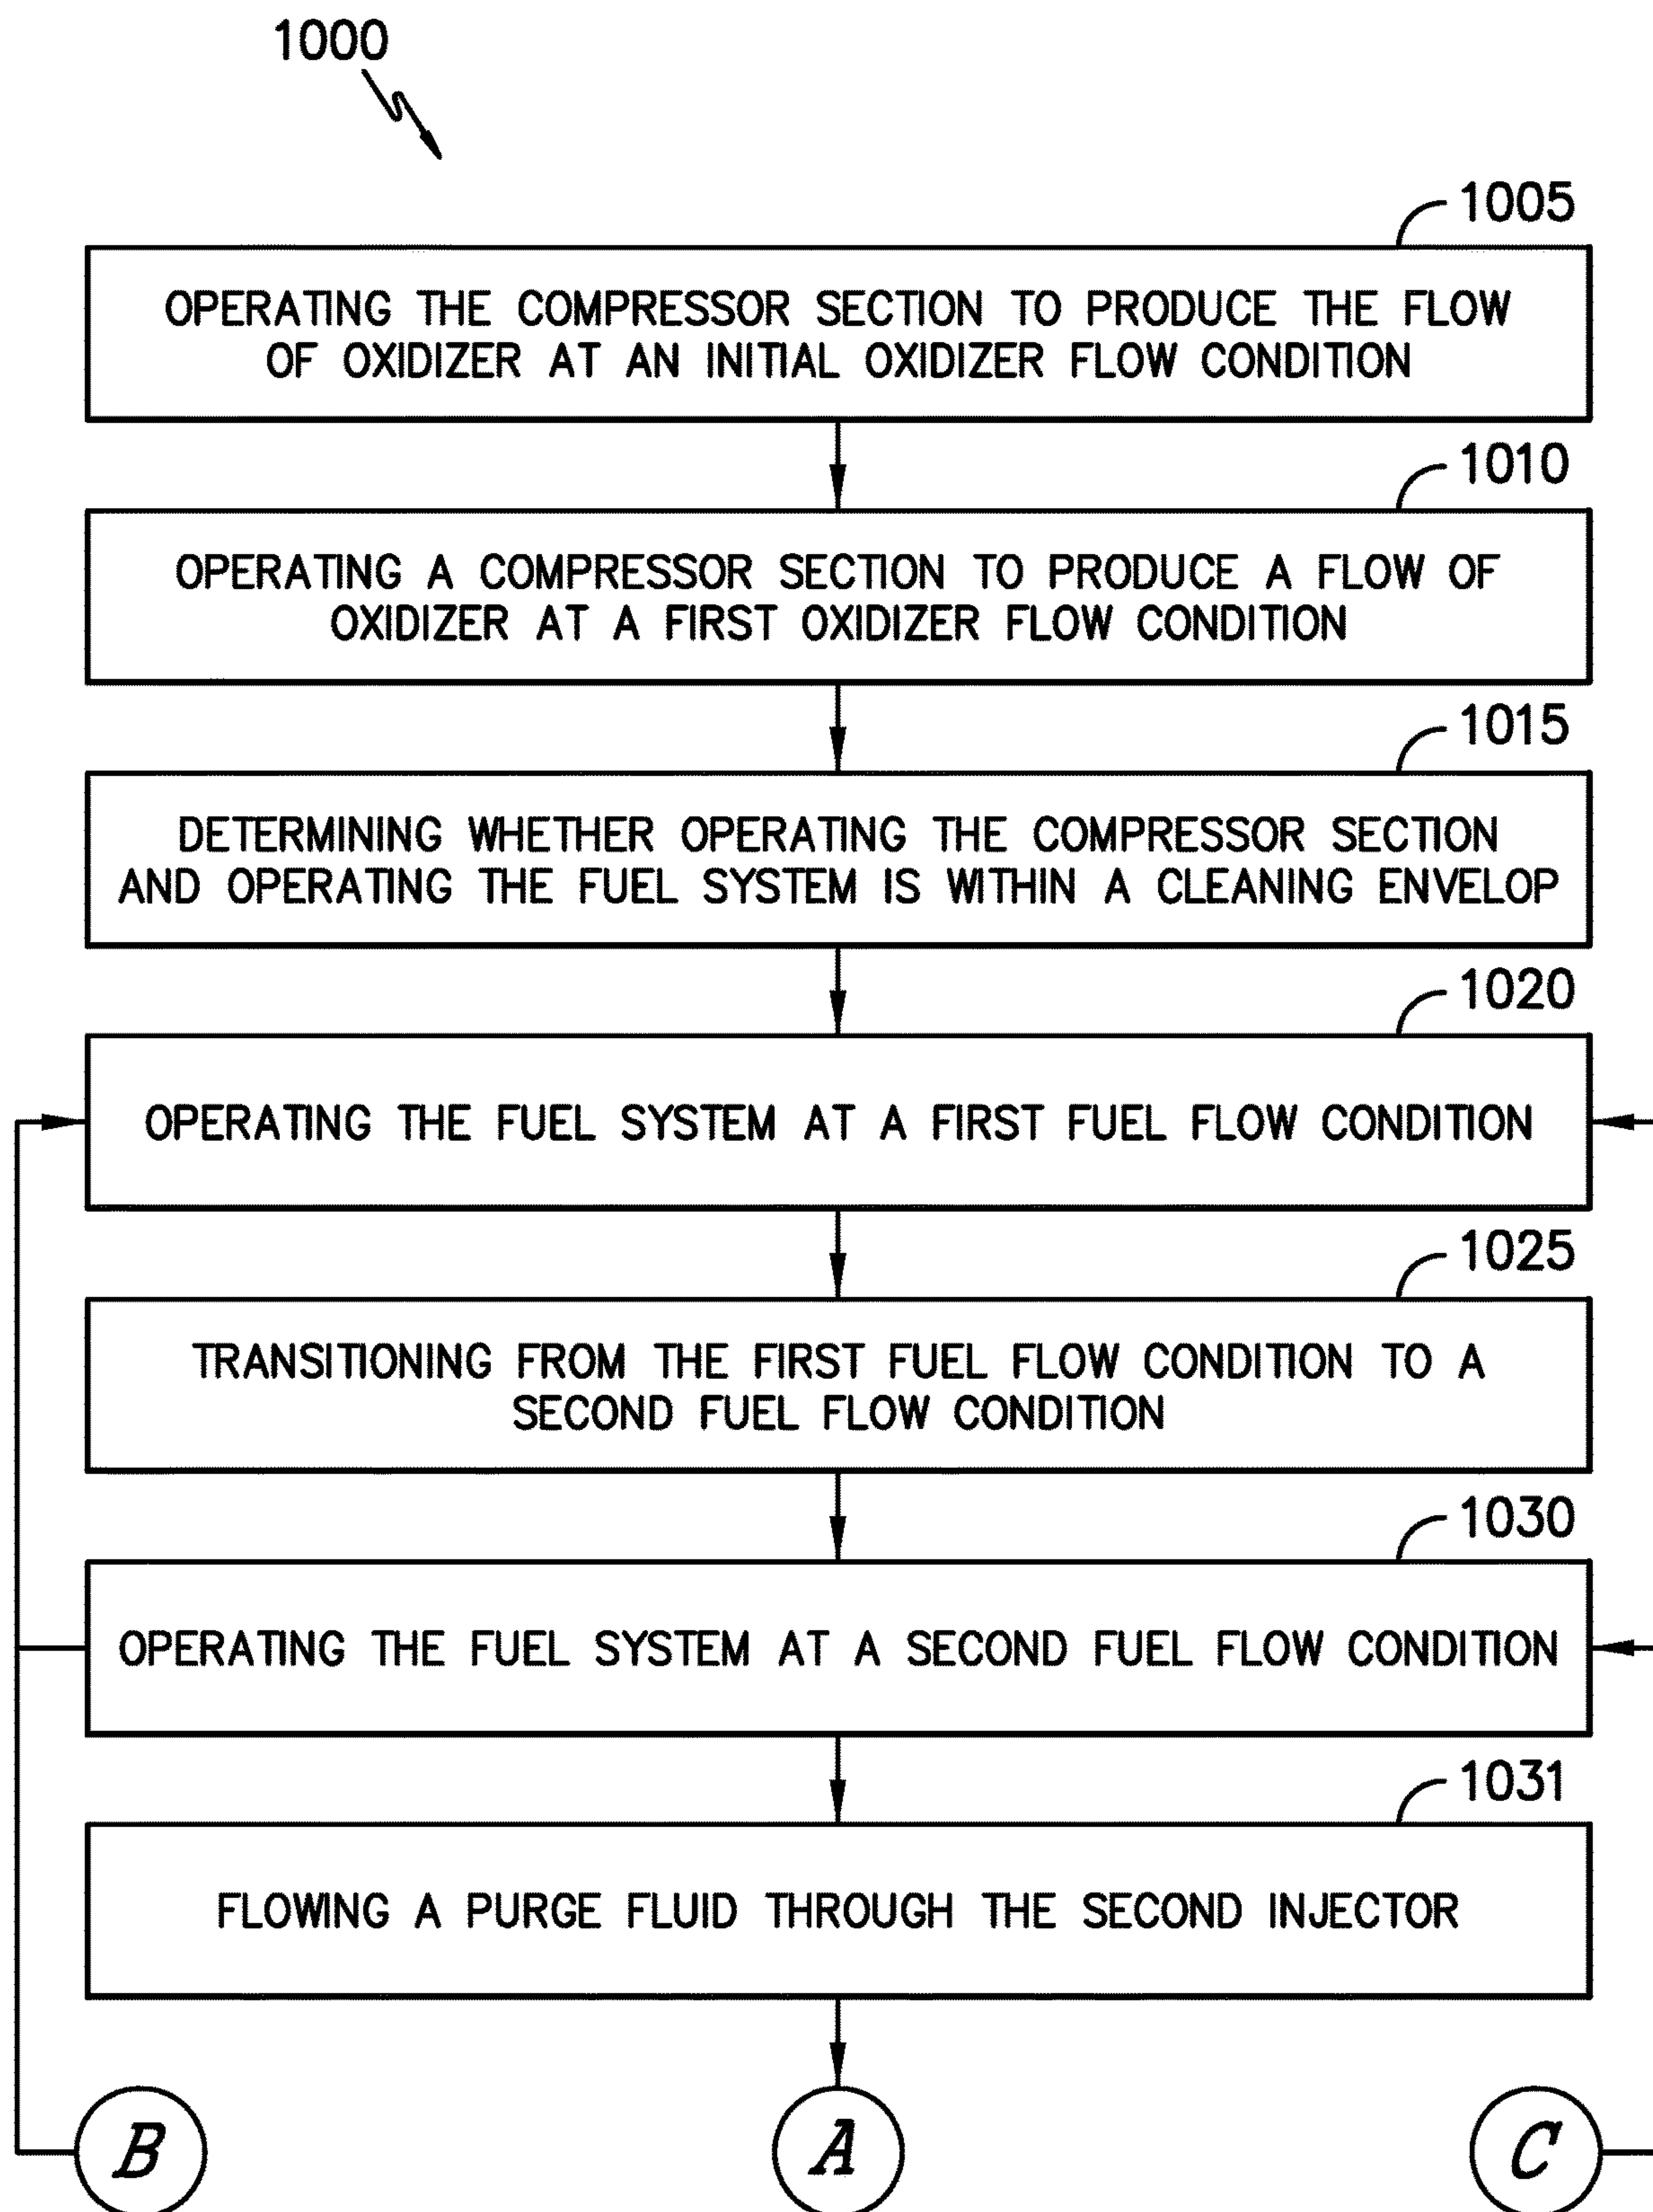 1000
1005
OPERATING THE COMPRESSOR SECTION TO PRODUCE THE FLOW
OF OXIDIZER AT AN INITIAL OXIDIZER FLOW CONDITION
1010
OPERATING A COMPRESSOR SECTION TO PRODUCE A FLOW OF
OXIDIZER AT A FIRST OXIDIZER FLOW CONDITION
1015
DETERMINING WHETHER OPERATING THE COMPRESSOR SECTION
AND OPERATING THE FUEL SYSTEM IS WITHIN A CLEANING ENVELOP
1020
OPERATING THE FUEL SYSTEM AT A FIRST FUEL FLOW CONDITION
1025
TRANSITIONING FROM THE FIRST FUEL FLOW CONDITION TO A
SECOND FUEL FLOW CONDITION
1030
OPERATING THE FUEL SYSTEM AT A SECOND FUEL FLOW CONDITION
1031
FLOWING A PURGE FLUID THROUGH THE SECOND INJECTOR
B A C